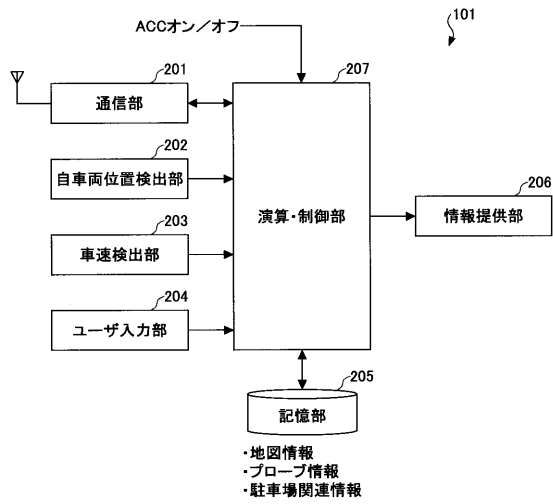 ACCオン／オフ
101
201
通信部
207
202
自車両位置検出部
演算・制御部
206
情報提供部
203
車速検出部
204
ユーザ入力部
205
記憶部
・地図情報
・プローブ情報
・駐車場関連情報